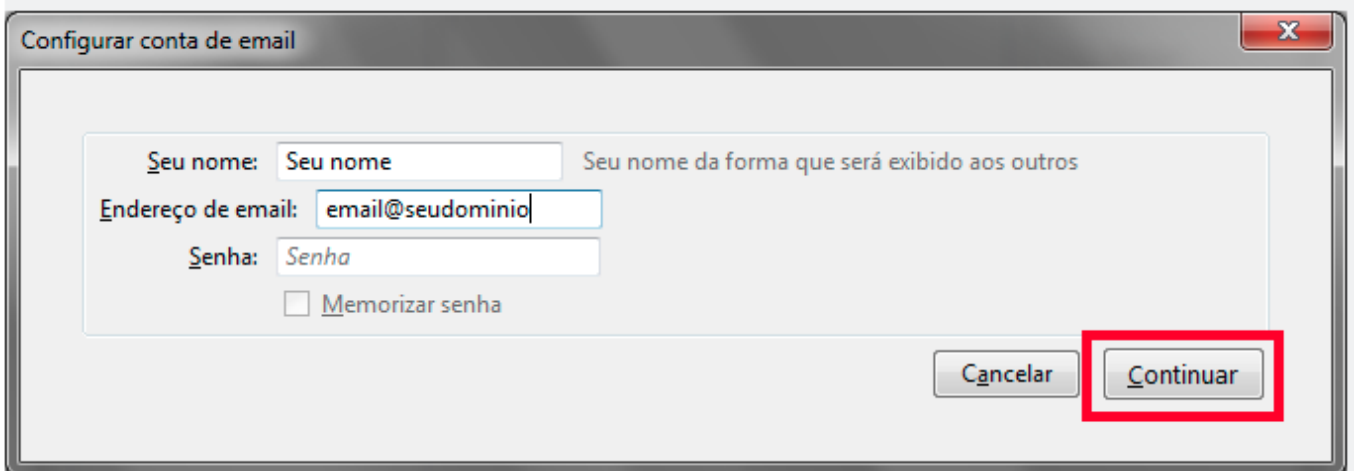 Configurar conta de email
Seu nome: Seu nome Seu nome da forma que será exibido aos outros
Endereço de email: email@seudominio
Senha: Senha
Memorizar senha
Cancelar Continuar